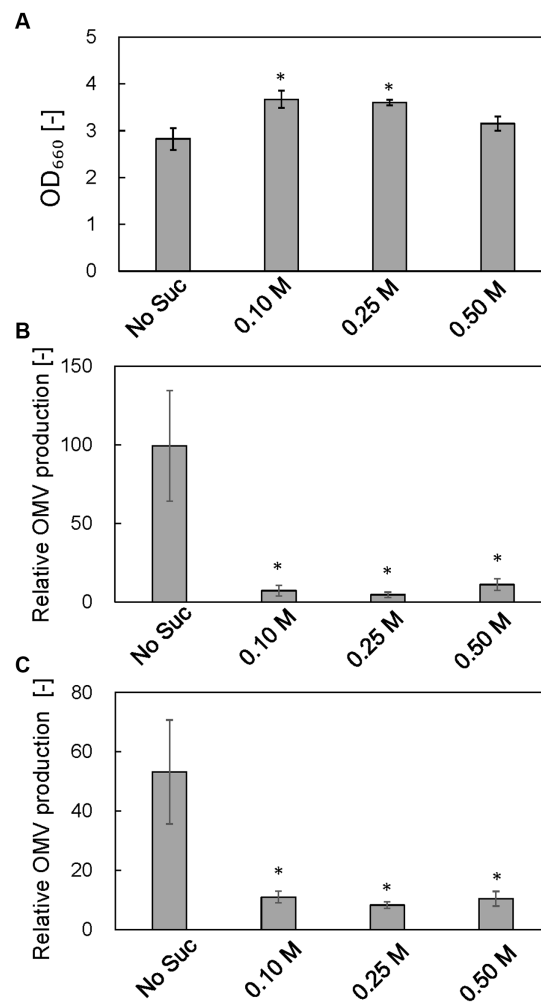 A
OD₆₆₀ [-]
5
4
3
2
1
0
* *
No Suc 0.10 M 0.25 M 0.50 M
B
Relative OMV production [-]
150
100
50
0
* * *
No Suc 0.10 M 0.25 M 0.50 M
C
Relative OMV production [-]
80
60
40
20
0
* * *
No Suc 0.10 M 0.25 M 0.50 M